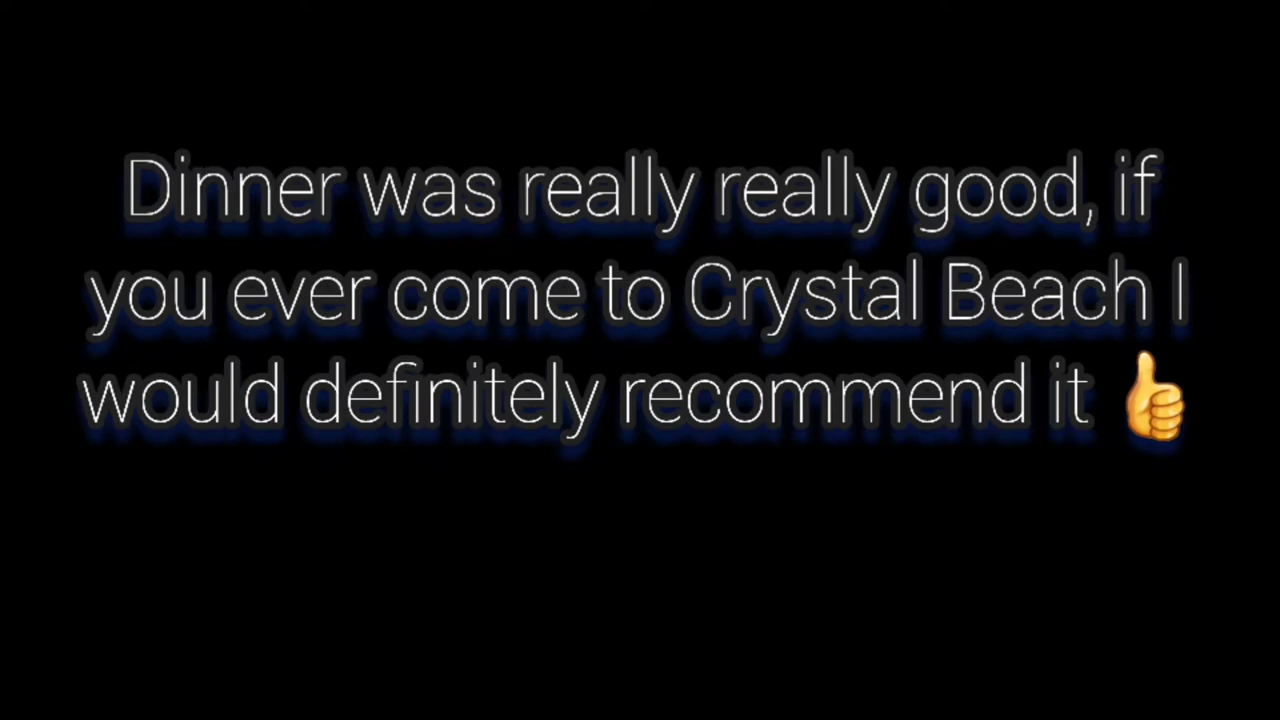 Dinner was really really good, if
you ever come to Crystal Beach I
would definitely recommend it 👍